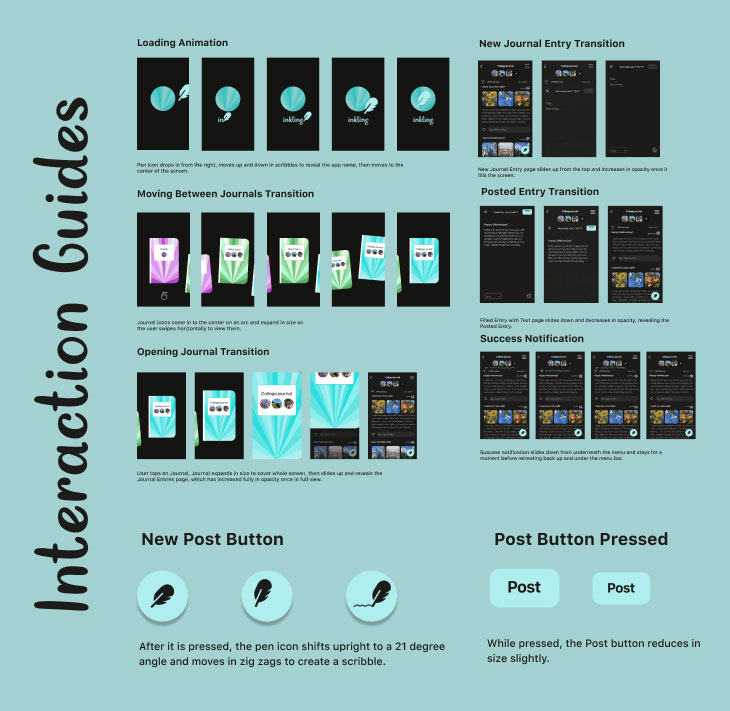 Interaction Guides
Loading Animation
in
inkling
inkling
inkling
Pen icon drops in from the right, moves up and down in scribbles to reveal the app name, then moves to the
center of the screen.
Moving Between Journals Transition
Journal icons come in to the center on an arc and expand in size as
the user swipes horizontally to view them.
Opening Journal Transition
College journal
User taps on Journal, Journal expands in size to cover whole screen, then slides up and reveals the
Journal Entries page, which has increased fully in opacity once in full view.
New Journal Entry Transition
College journal
New Journal Entry page slides up from the top and increases in opacity once it
fills the screen.
Posted Entry Transition
Happy Wednesday!
Filled Entry with Text page slides down and decreases in opacity, revealing the
Posted Entry.
Success Notification
Success notification slides down from underneath the menu and stays for a
moment before retreating back up and under the menu bar.
New Post Button
After it is pressed, the pen icon shifts upright to a 21 degree
angle and moves in zig zags to create a scribble.
Post Button Pressed
Post
Post
While pressed, the Post button reduces in
size slightly.